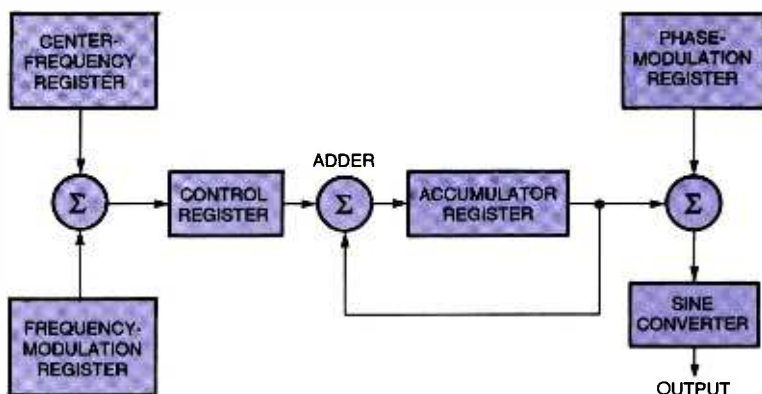 CENTER-
FREQUENCY
REGISTER
PHASE-
MODULATION
REGISTER
ADDER
Σ
CONTROL
REGISTER
Σ
ACCUMULATOR
REGISTER
Σ
FREQUENCY-
MODULATION
REGISTER
SINE
CONVERTER
OUTPUT